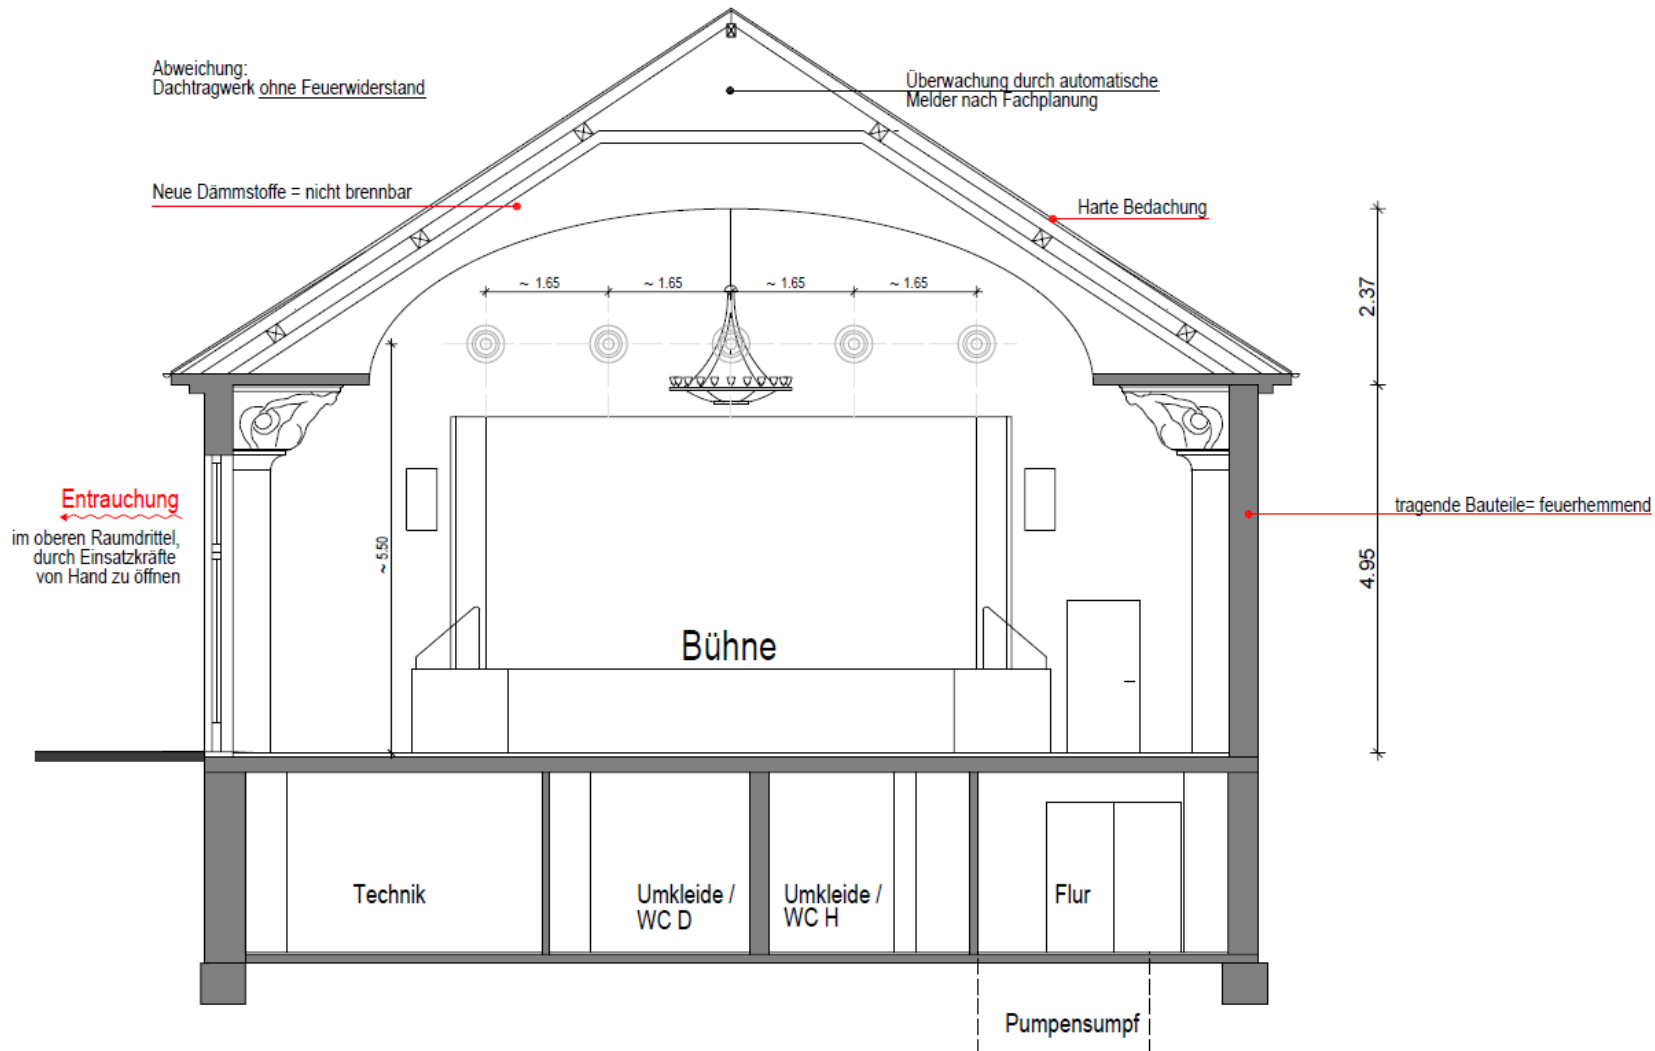 Abweichung:
Dachtragwerk ohne Feuerwiderstand
Überwachung durch automatische
Melder nach Fachplanung
Neue Dämmstoffe = nicht brennbar
Harte Bedachung
~ 1.65
~ 1.65
~ 1.65
~ 1.65
2.37
Entrauchung
im oberen Raumdrittel,
durch Einsatzkräfte
von Hand zu öffnen
~ 5.50
tragende Bauteile= feuerhemmend
4.95
Bühne
Technik
Umkleide /
WC D
Umkleide /
WC H
Flur
Pumpensumpf